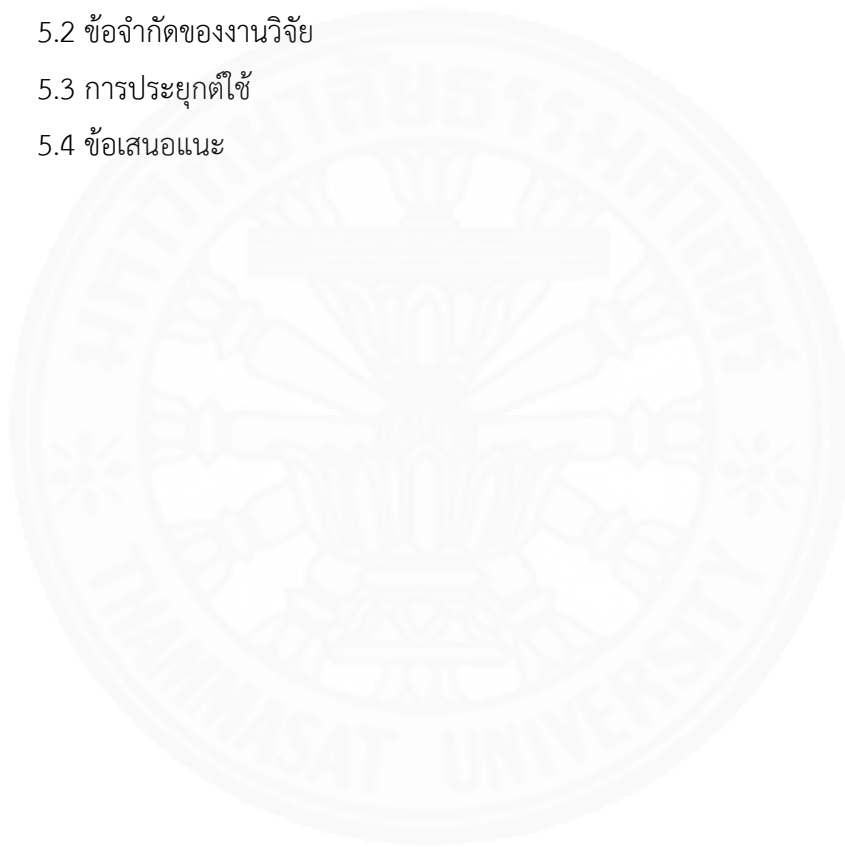 5.2 ข้อจำกัดของงานวิจัย
5.3 การประยุกต์ใช้
5.4 ข้อเสนอแนะ
มหาวิทยาลัยธรรมศาสตร์
THAMMASAT UNIVERSITY